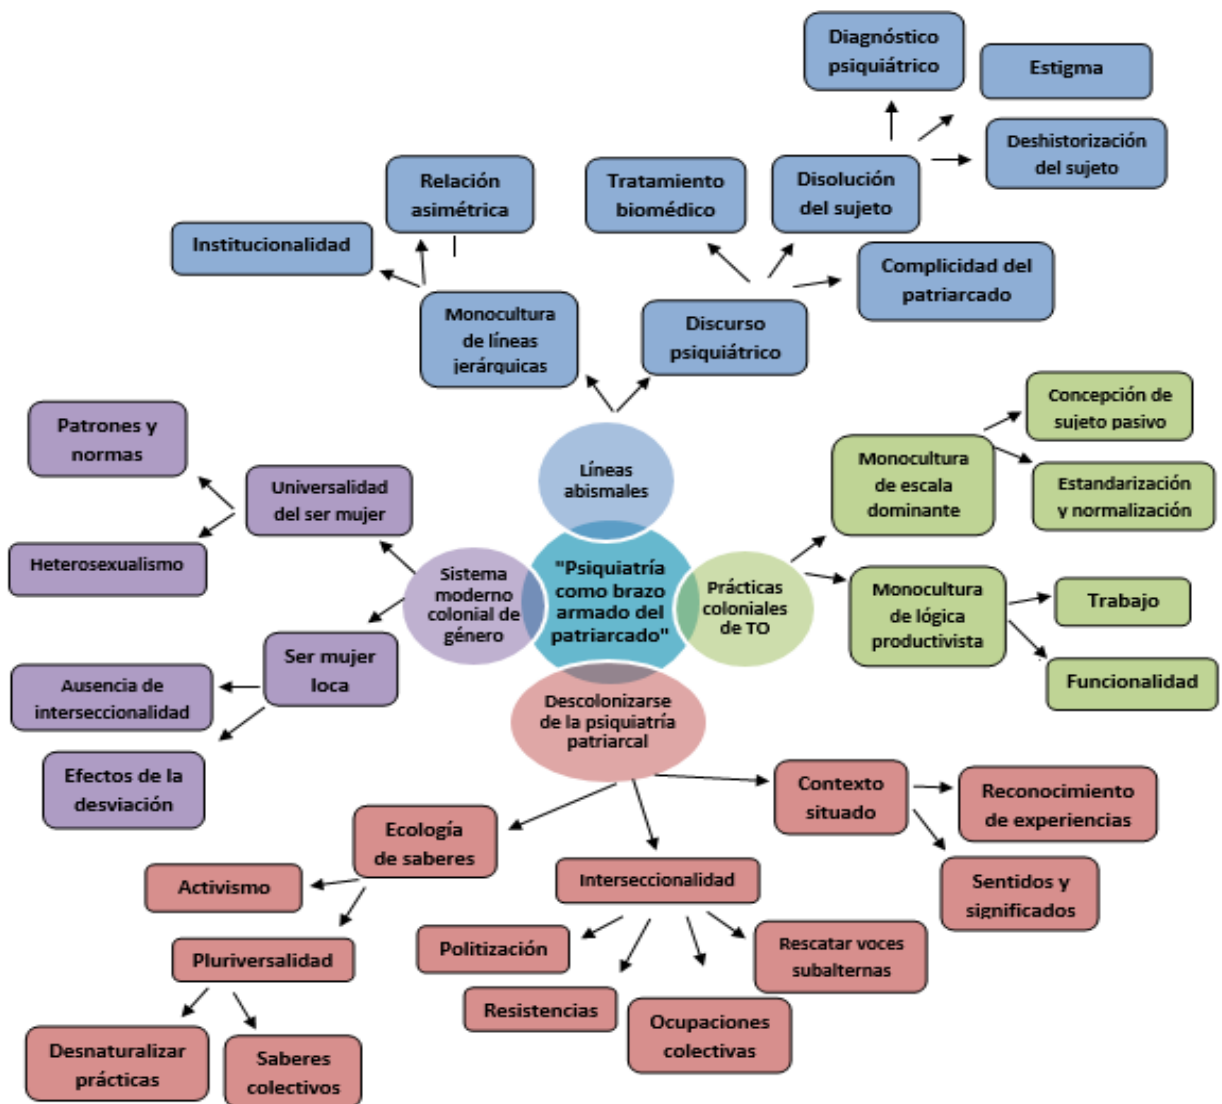 Diagnóstico
psiquiátrico
Estigma
Deshistorización
del sujeto
Relación
asimétrica
Tratamiento
biomédico
Disolución
del sujeto
Institucionalidad
Complicidad del
patriarcado
Monocultura
de líneas
jerárquicas
Discurso
psiquiátrico
Patrones y
normas
Universalidad
del ser mujer
Heterosexualismo
Líneas
abismales
Monocultura
de escala
dominante
Concepción de
sujeto pasivo
Estandarización
y normalización
Sistema
moderno
colonial de
género
"Psiquiatría
como brazo
armado del
patriarcado"
Prácticas
coloniales
de TO
Monocultura
de lógica
productivista
Trabajo
Funcionalidad
Ser mujer
loca
Ausencia de
interseccionalidad
Efectos de la
desviación
Descolonizarse
de la psiquiatría
patriarcal
Ecología
de saberes
Activismo
Pluriversalidad
Desnaturalizar
prácticas
Saberes
colectivos
Interseccionalidad
Politización
Resistencias
Ocupaciones
colectivas
Rescatar voces
subalternas
Contexto
situado
Reconocimiento
de experiencias
Sentidos y
significados